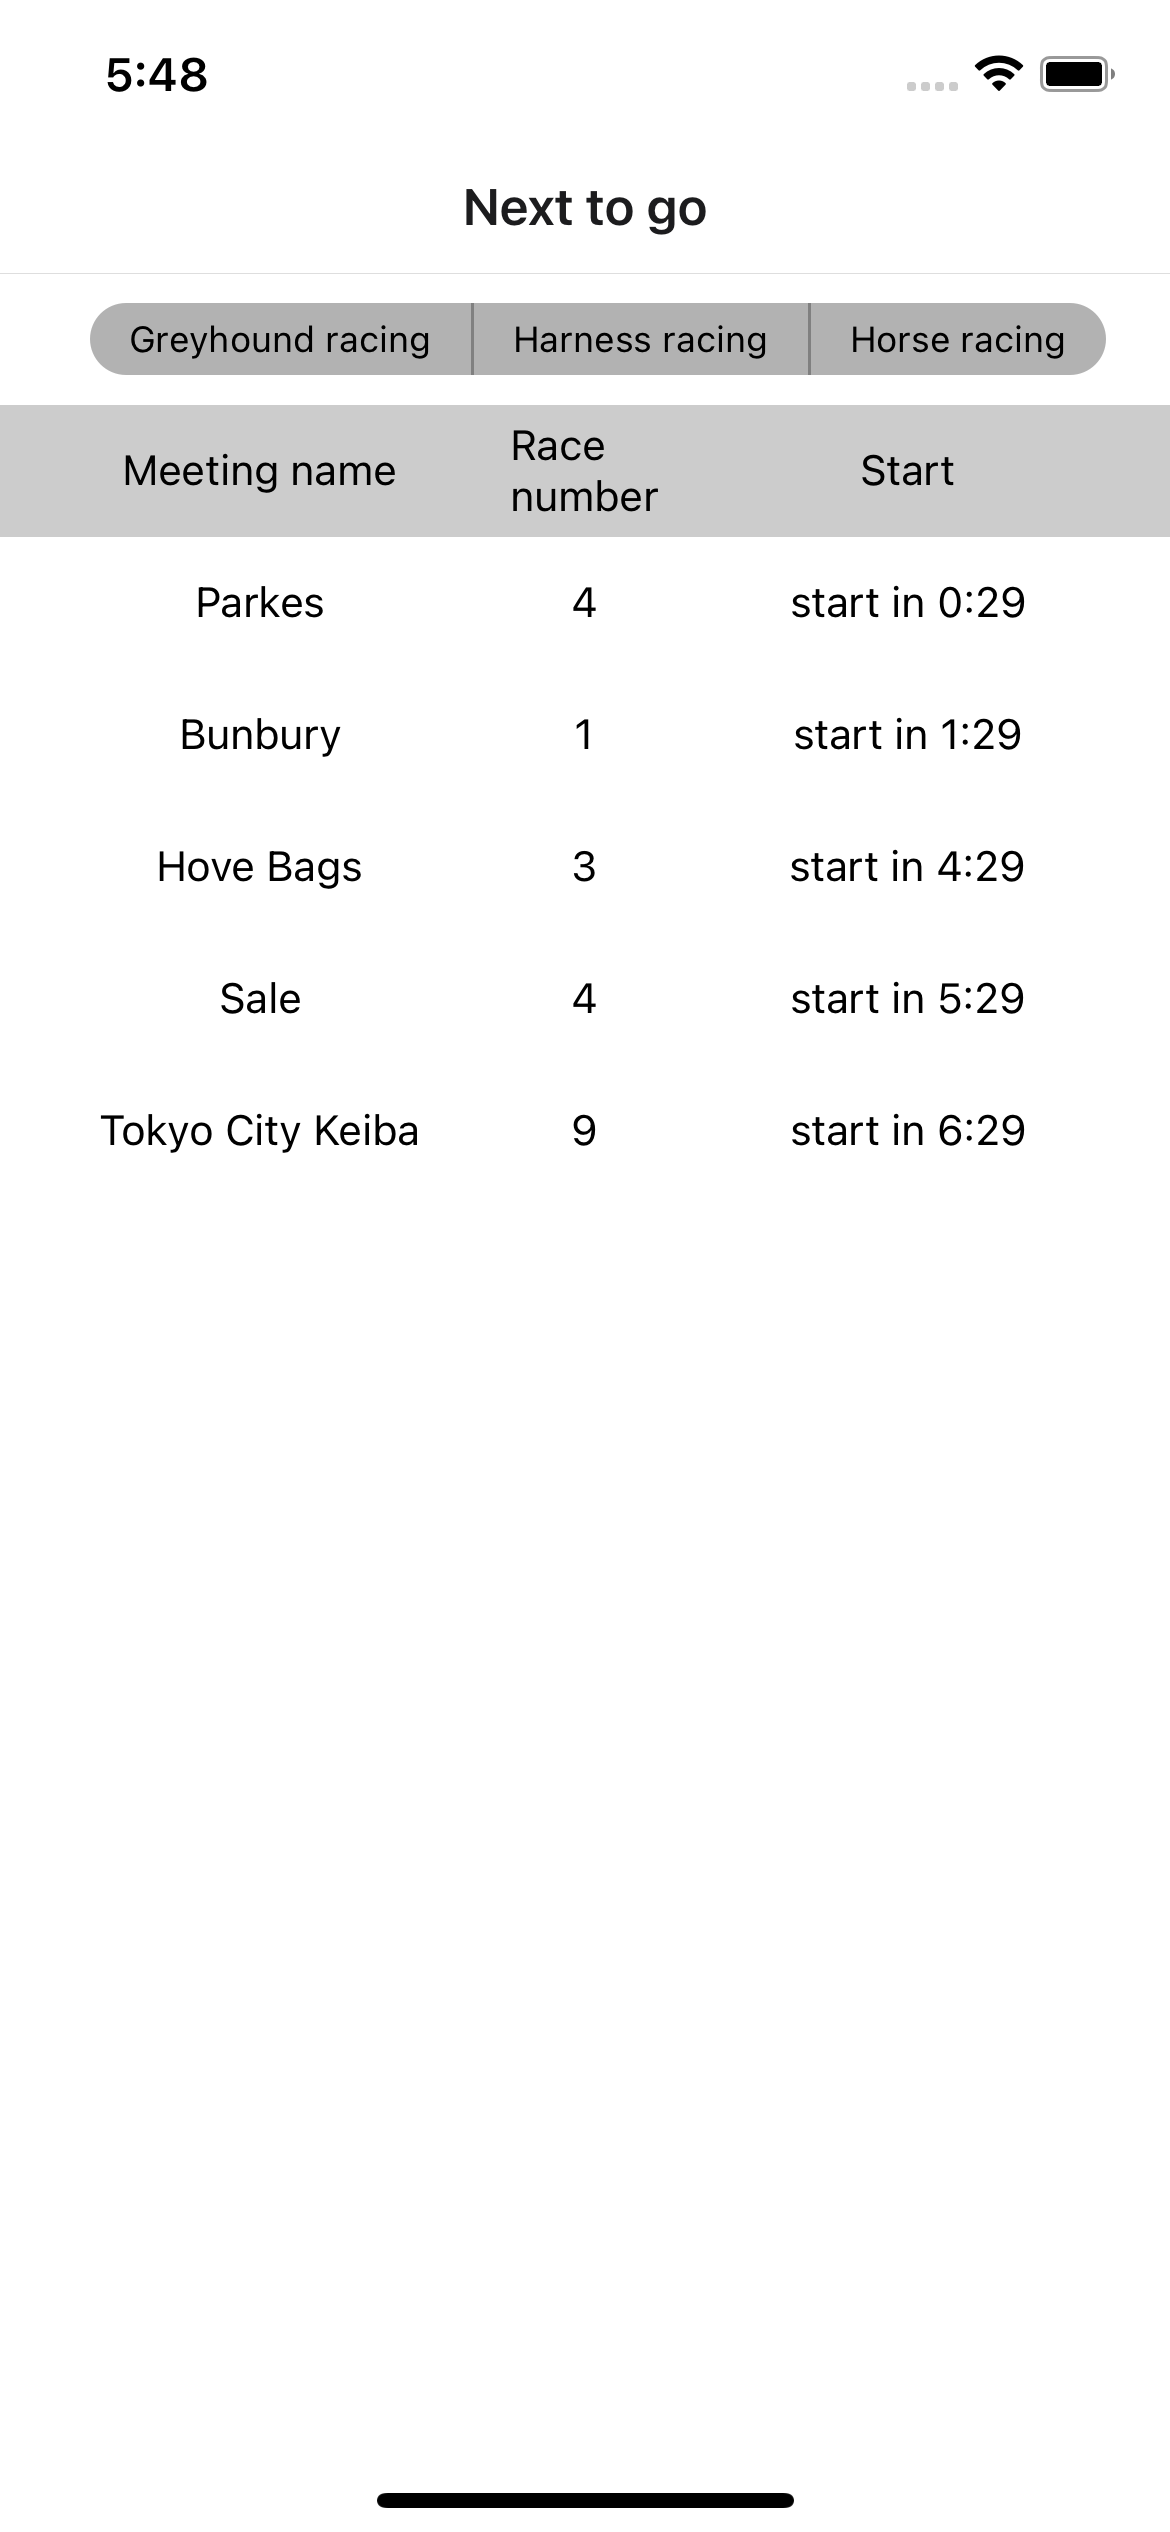 5:48
Next to go
Greyhound racing Harness racing Horse racing
Meeting name Race number Start
Parkes 4 start in 0:29
Bunbury 1 start in 1:29
Hove Bags 3 start in 4:29
Sale 4 start in 5:29
Tokyo City Keiba 9 start in 6:29